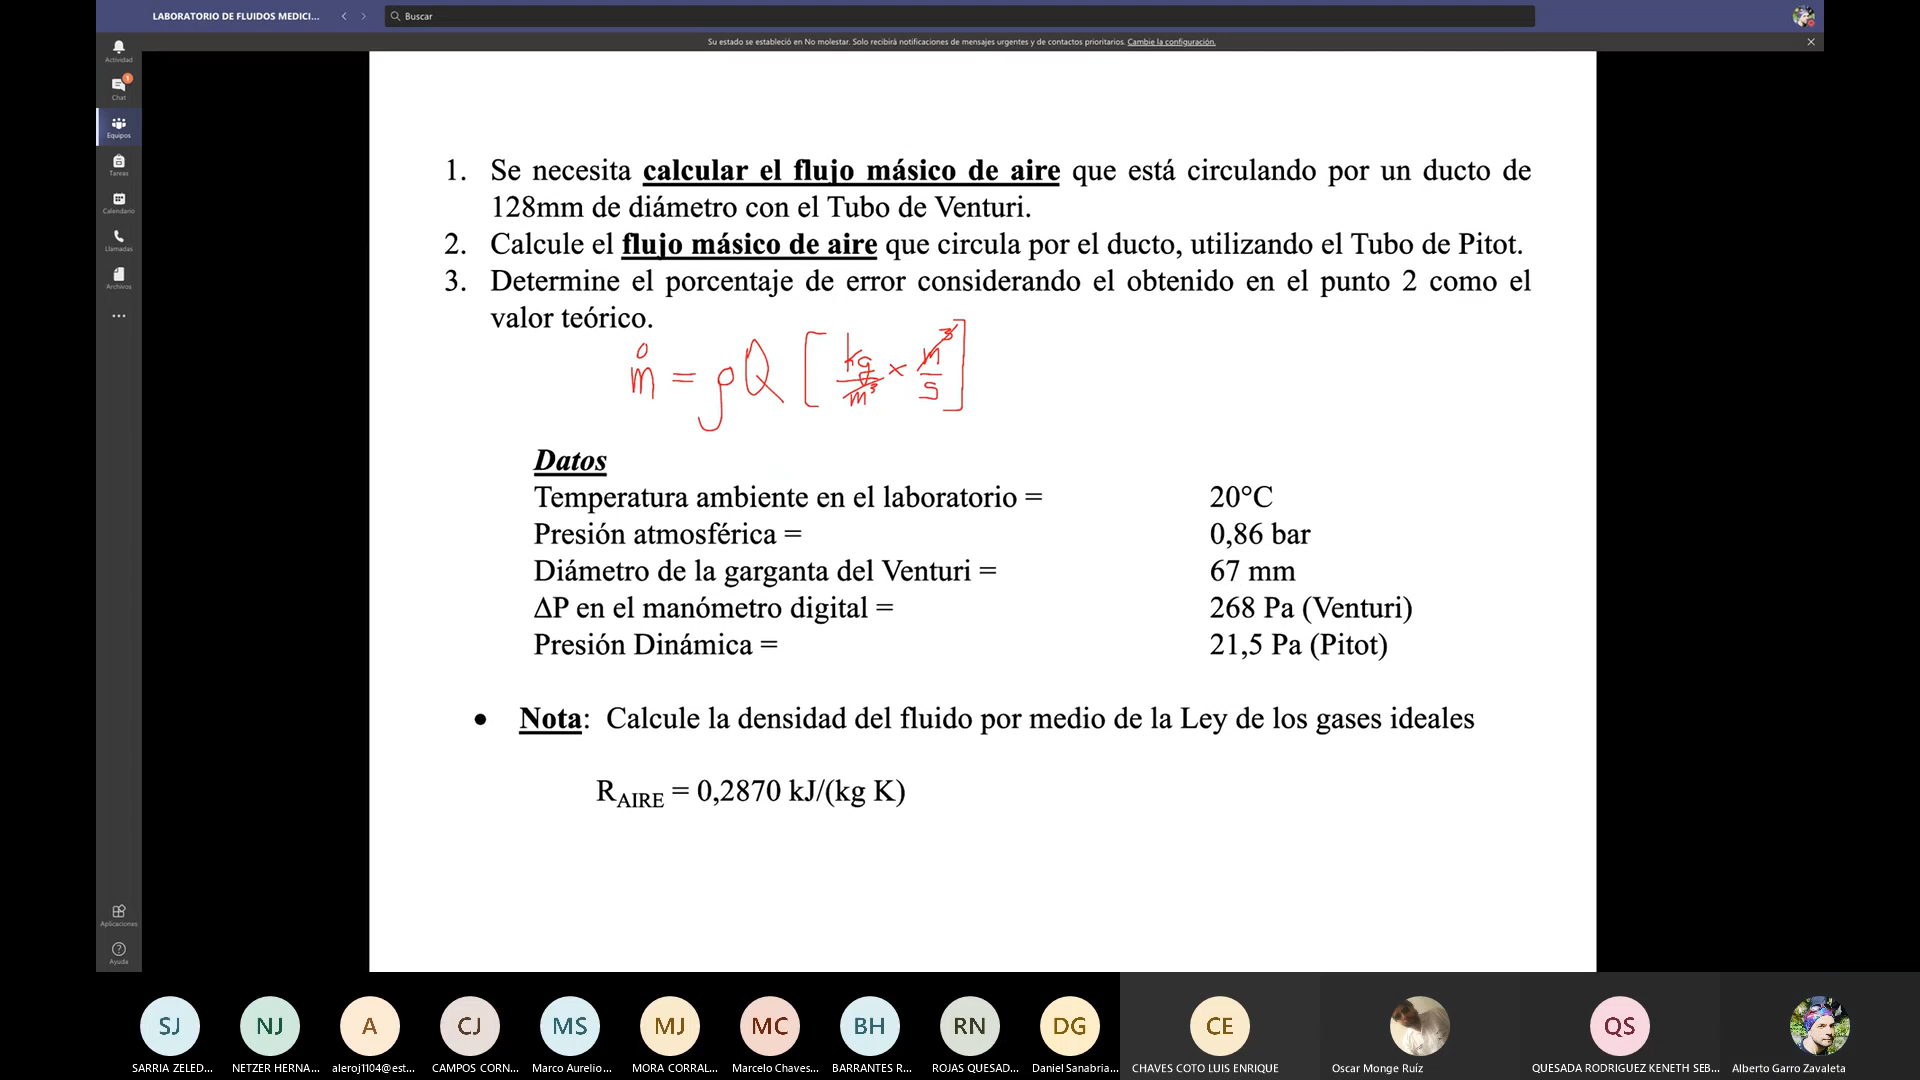 LABORATORIO DE FLUIDOS MEDICI...
Buscar
Su estado se estableció en No molestar. Solo recibirá notificaciones de mensajes urgentes y de contactos prioritarios. Cambie la configuración.
Actividad
1
Chat
Equipos
Tareas
Calendario
Llamadas
Archivos
1. Se necesita calcular el flujo másico de aire que está circulando por un ducto de
128mm de diámetro con el Tubo de Venturi.
2. Calcule el flujo másico de aire que circula por el ducto, utilizando el Tubo de Pitot.
3. Determine el porcentaje de error considerando el obtenido en el punto 2 como el
valor teórico.
ṁ = ρQ [kg/m³ × m³/s]
Datos
Temperatura ambiente en el laboratorio = 20°C
Presión atmosférica = 0,86 bar
Diámetro de la garganta del Venturi = 67 mm
ΔP en el manómetro digital = 268 Pa (Venturi)
Presión Dinámica = 21,5 Pa (Pitot)
• Nota: Calcule la densidad del fluido por medio de la Ley de los gases ideales
R_AIRE = 0,2870 kJ/(kg K)
Aplicaciones
Ayuda
SJ NJ A CJ MS MJ MC BH RN DG CE QS
SARRIA ZELED... NETZER HERNA... aleroj1104@est... CAMPOS CORN... Marco Aurelio... MORA CORRAL... Marcelo Chaves... BARRANTES R... ROJAS QUESAD... Daniel Sanabria... CHAVES COTO LUIS ENRIQUE Oscar Monge Ruíz QUESADA RODRIGUEZ KENETH SEB... Alberto Garro Zavaleta